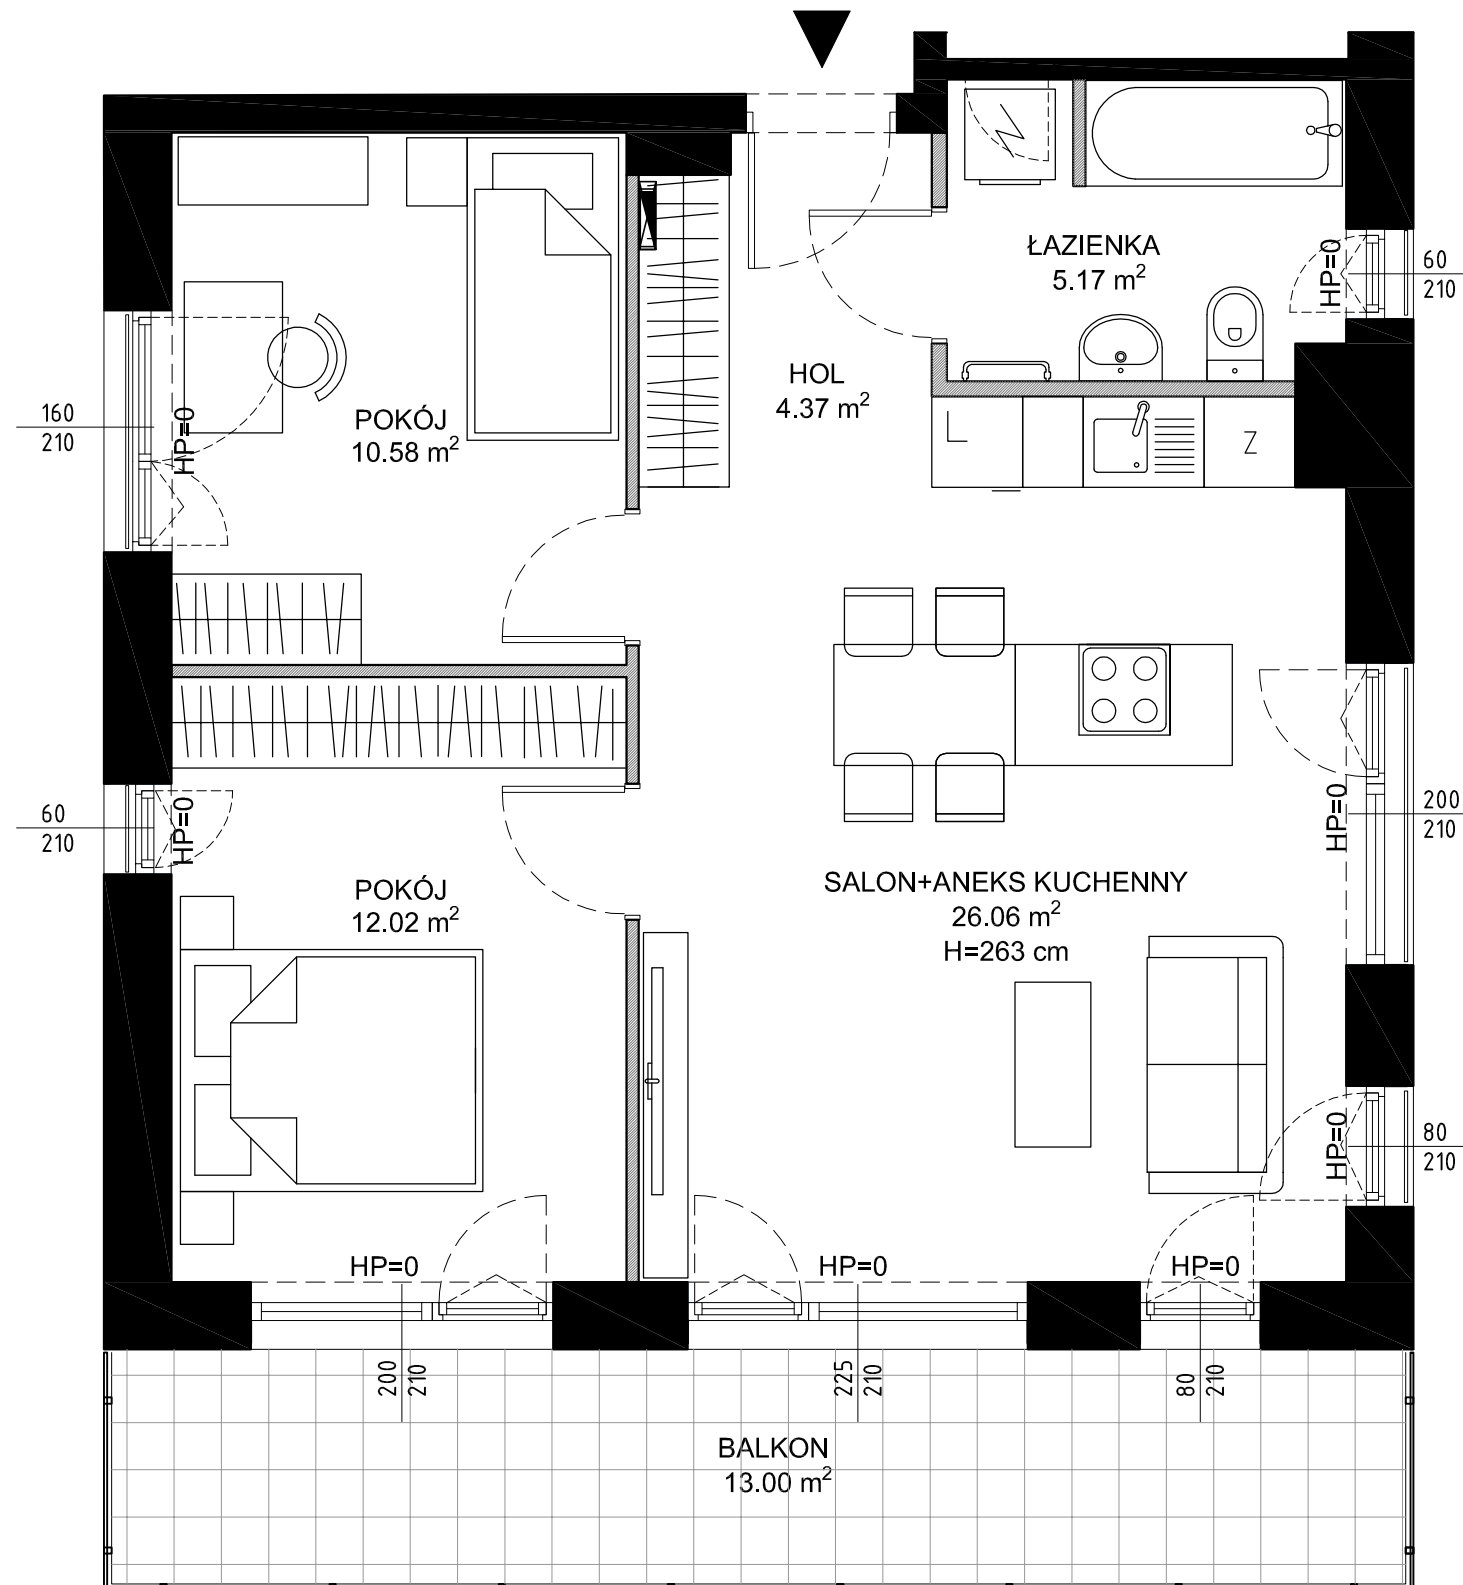 ŁAZIENKA
5.17 m²
HP=0
60
210
HOL
4.37 m²
160
210
HP=0
POKÓJ
10.58 m²
L
Z
60
210
HP=0
HP=0
200
210
POKÓJ
12.02 m²
SALON+ANEKS KUCHENNY
26.06 m²
H=263 cm
HP=0
80
210
HP=0
HP=0
HP=0
200
210
225
210
80
210
BALKON
13.00 m²